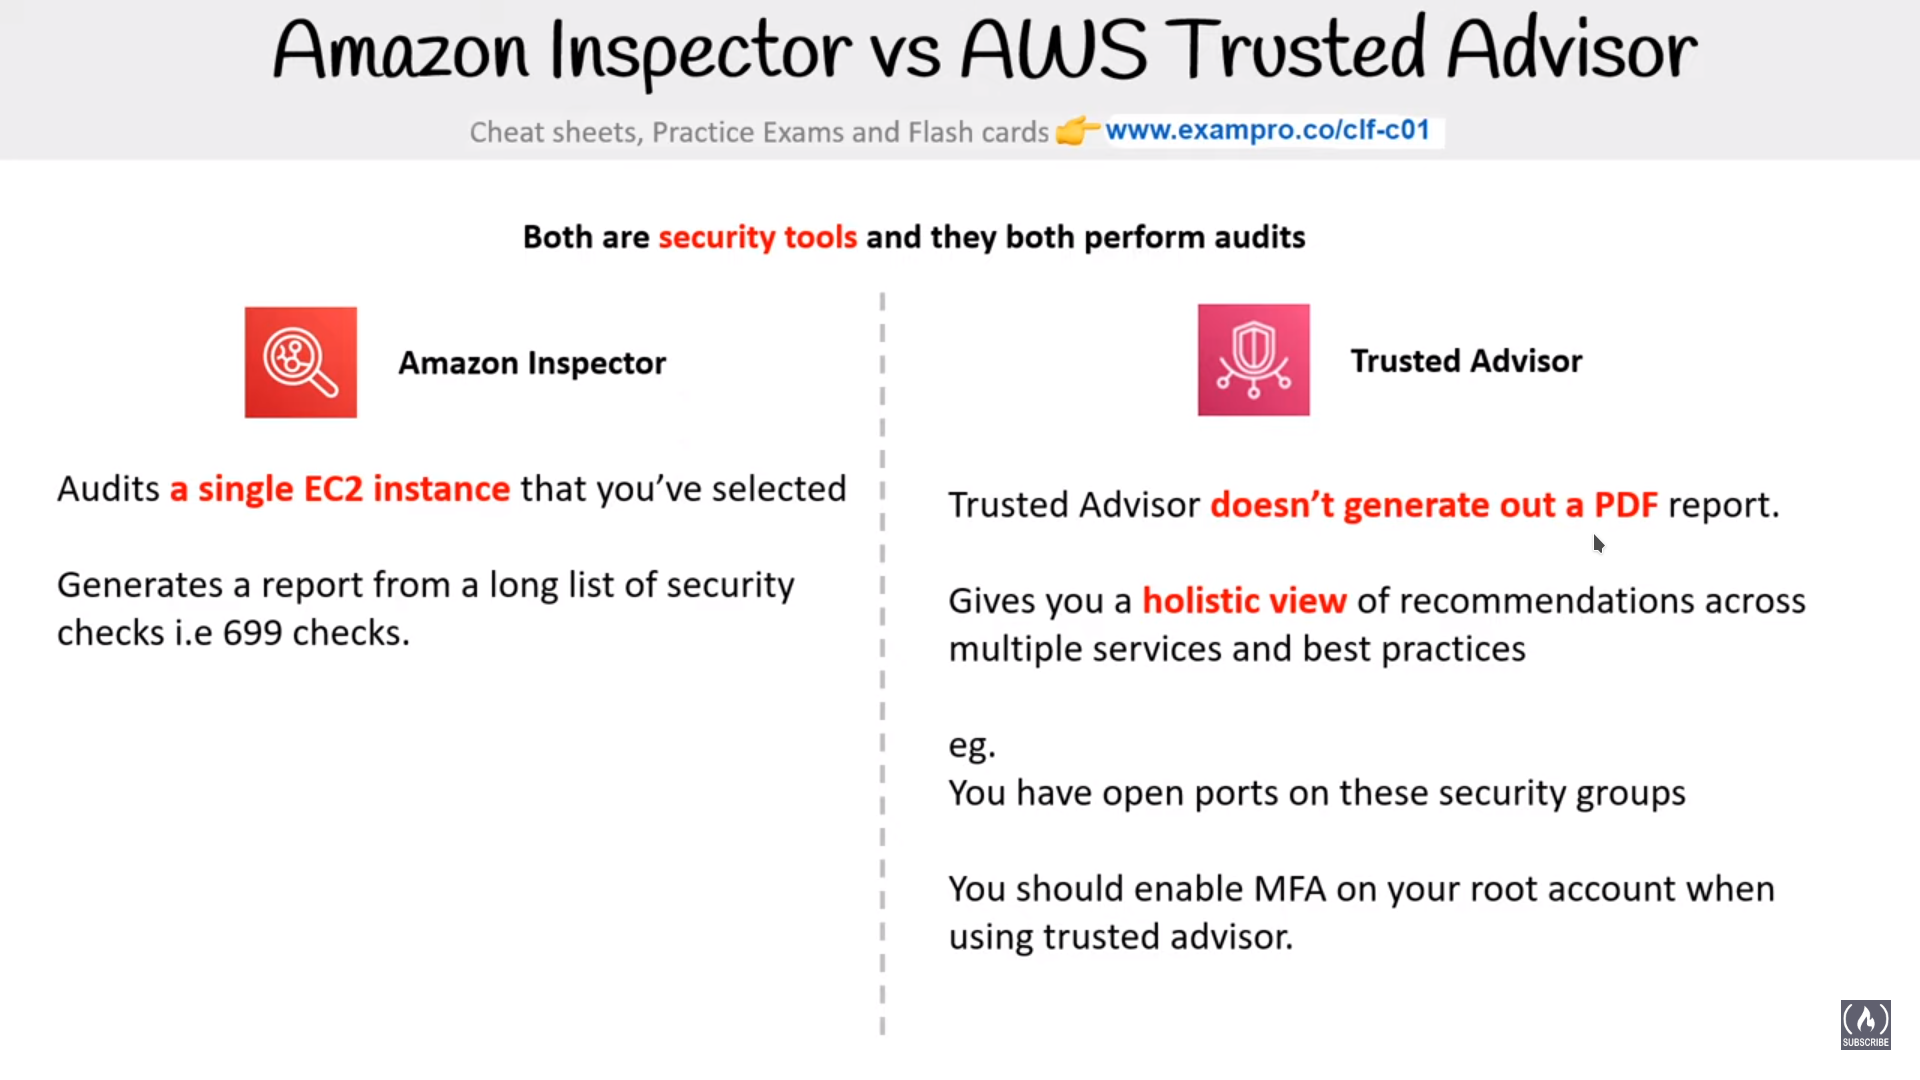 Amazon Inspector vs AWS Trusted Advisor
Cheat sheets, Practice Exams and Flash cards 👉 www.exampro.co/clf-c01
Both are security tools and they both perform audits
Amazon Inspector
Audits a single EC2 instance that you’ve selected
Generates a report from a long list of security
checks i.e 699 checks.
Trusted Advisor
Trusted Advisor doesn’t generate out a PDF report.
Gives you a holistic view of recommendations across
multiple services and best practices
eg.
You have open ports on these security groups
You should enable MFA on your root account when
using trusted advisor.
SUBSCRIBE